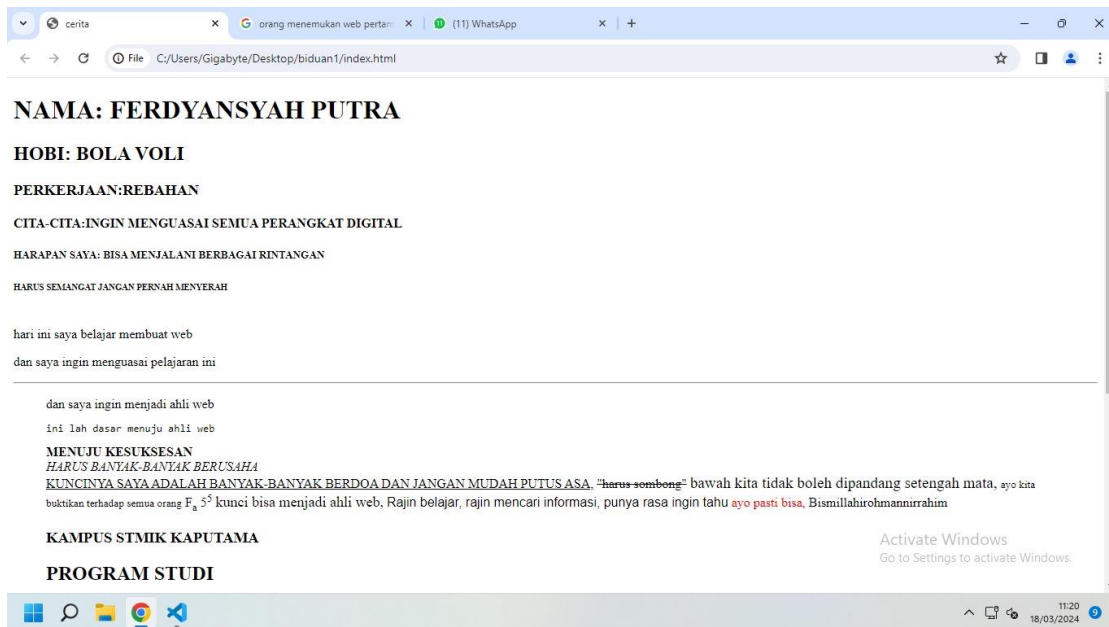 cerita
orang menemukan web pertam
(11) WhatsApp
File C:/Users/Gigabyte/Desktop/biduan1/index.html
NAMA: FERDYANSYAH PUTRA
HOBI: BOLA VOLI
PERKERJAAN:REBAHAN
CITA-CITA:INGIN MENGUASAI SEMUA PERANGKAT DIGITAL
HARAPAN SAYA: BISA MENJALANI BERBAGAI RINTANGAN
HARUS SEMANGAT JANGAN PERNAH MENYERAH
hari ini saya belajar membuat web
dan saya ingin menguasai pelajaran ini
dan saya ingin menjadi ahli web
ini lah dasar menuju ahli web
MENUJU KESUKSESAN
HARUS BANYAK-BANYAK BERUSAHA
KUNCINYA SAYA ADALAH BANYAK-BANYAK BERDOA DAN JANGAN MUDAH PUTUS ASA, "harus sombong" bawah kita tidak boleh dipandang setengah mata, ayo kita
buktikan terhadap semua orang Fa 5⁵ kunci bisa menjadi ahli web, Rajin belajar, rajin mencari informasi, punya rasa ingin tahu ayo pasti bisa, Bismillahirohmannirrahim
KAMPUS STMIK KAPUTAMA
PROGRAM STUDI
Activate Windows
Go to Settings to activate Windows.
11:20
18/03/2024
9